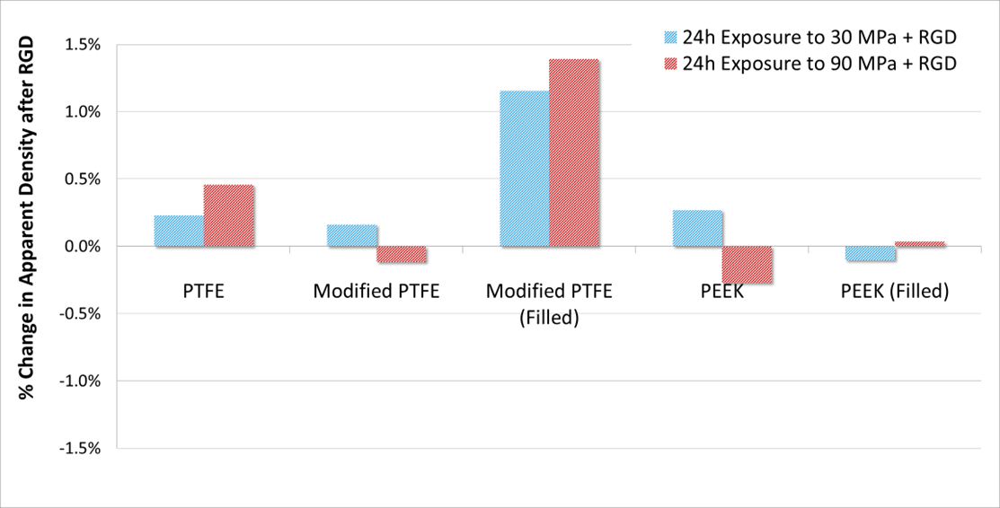 % Change in Apparent Density after RGD
24h Exposure to 30 MPa + RGD
24h Exposure to 90 MPa + RGD
1.5%
1.0%
0.5%
0.0%
-0.5%
-1.0%
-1.5%
PTFE
Modified PTFE
Modified PTFE
(Filled)
PEEK
PEEK (Filled)